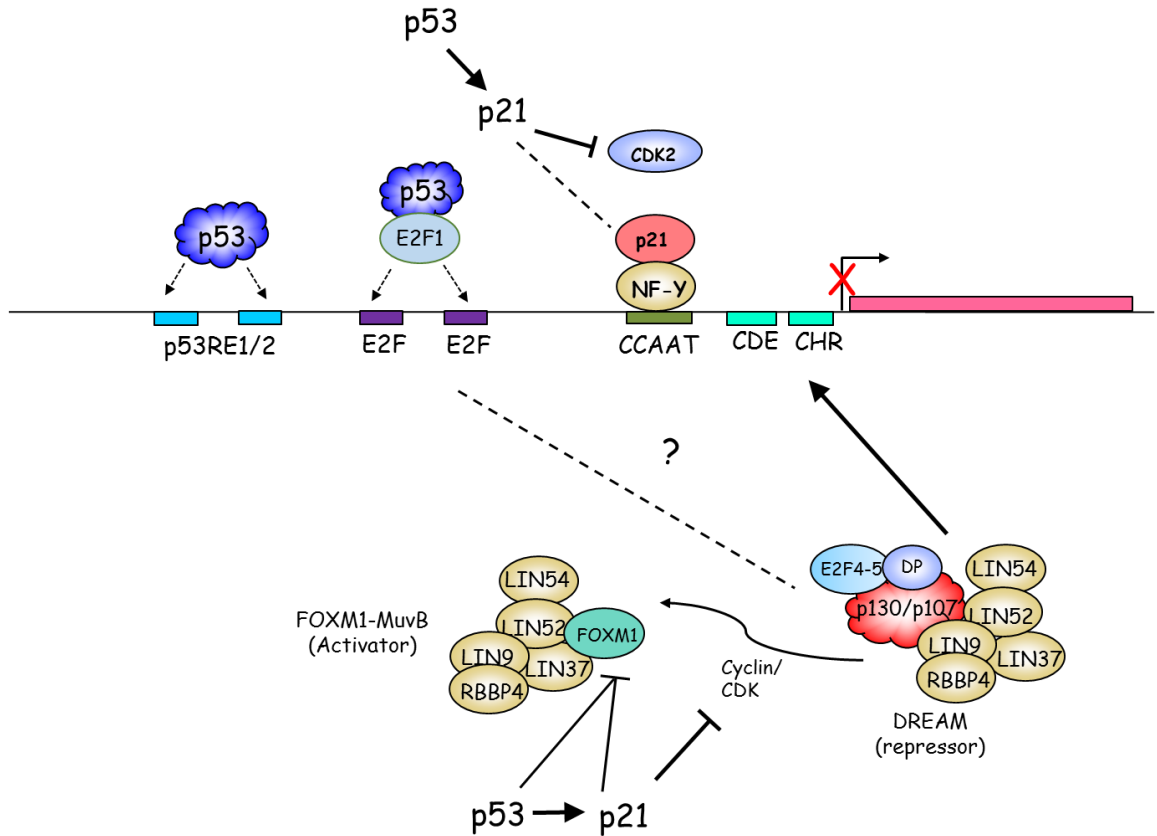 p53
p21
CDK2
p53
p53
E2F1
p21
NF-Y
p53RE1/2
E2F
E2F
CCAAT
CDE
CHR
?
E2F4-5
DP
LIN54
p130/p107
LIN52
LIN9
LIN37
RBBP4
DREAM
(repressor)
LIN54
FOXM1-MuvB
(Activator)
LIN52
FOXM1
LIN9
LIN37
RBBP4
Cyclin/
CDK
p53
p21